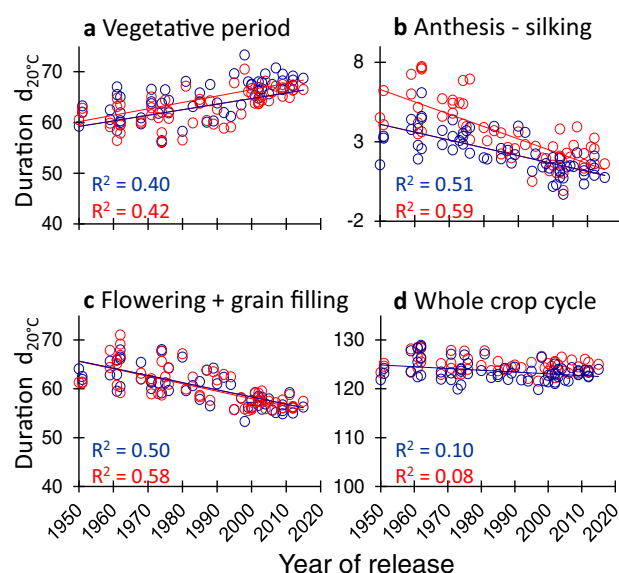 a Vegetative period
b Anthesis - silking
Duration d20°C
70
60
50
40
R² = 0.40
R² = 0.42
8
3
-2
R² = 0.51
R² = 0.59
c Flowering + grain filling
d Whole crop cycle
Duration d20°C
70
60
50
40
R² = 0.50
R² = 0.58
130
120
110
100
R² = 0.10
R² = 0.08
1950 1960 1970 1980 1990 2000 2010 2020
1950 1960 1970 1980 1990 2000 2010 2020
Year of release